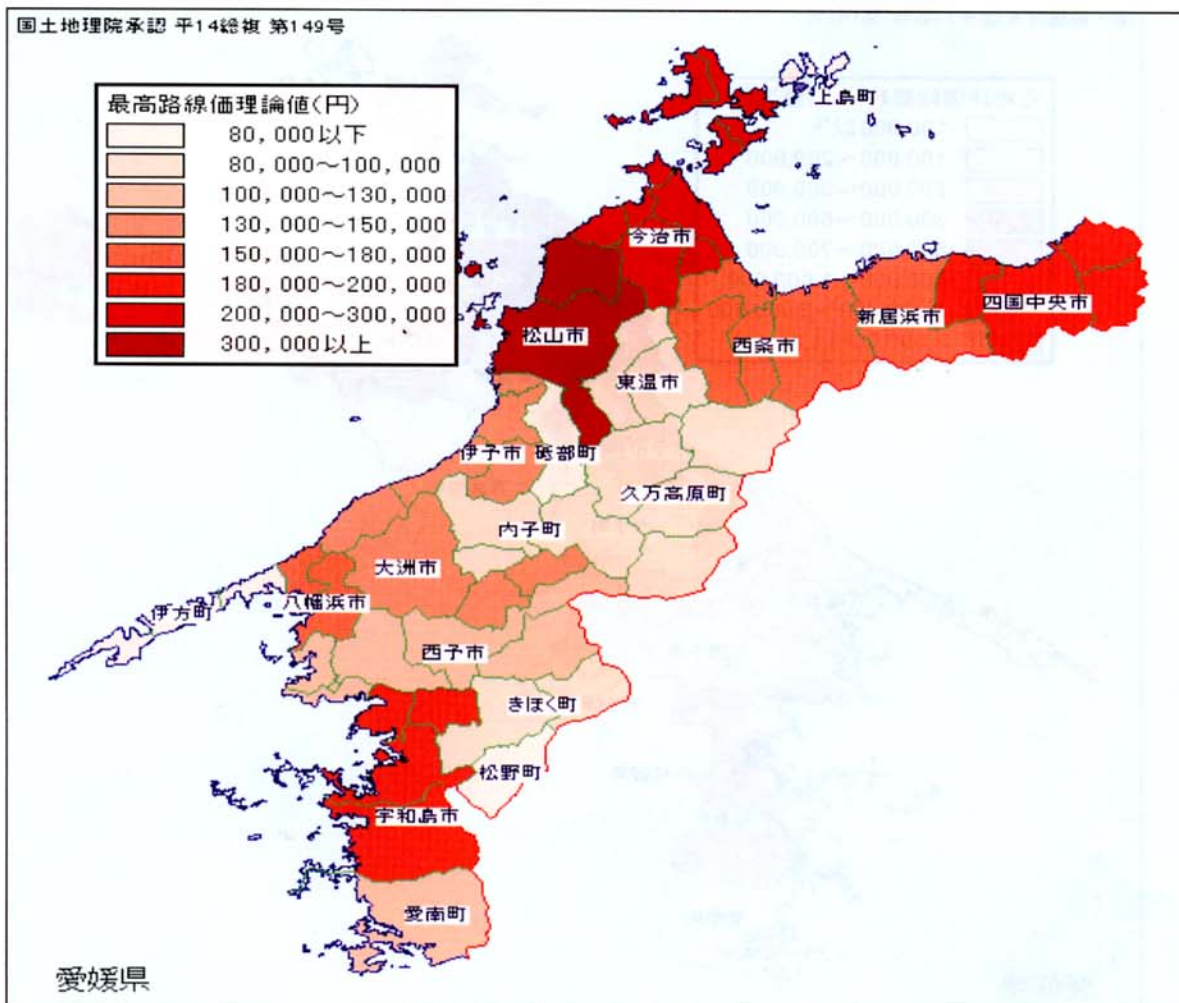 国土地理院承認 平14総複 第149号
最高路線価理論値(円)
80,000以下
80,000～100,000
100,000～130,000
130,000～150,000
150,000～180,000
180,000～200,000
200,000～300,000
300,000以上
上島町
今治市
四国中央市
新居浜市
松山市
西条市
東温市
伊予市
砥部町
久万高原町
内子町
大洲市
八幡浜市
伊方町
西予市
きほく町
松野町
宇和島市
愛南町
愛媛県